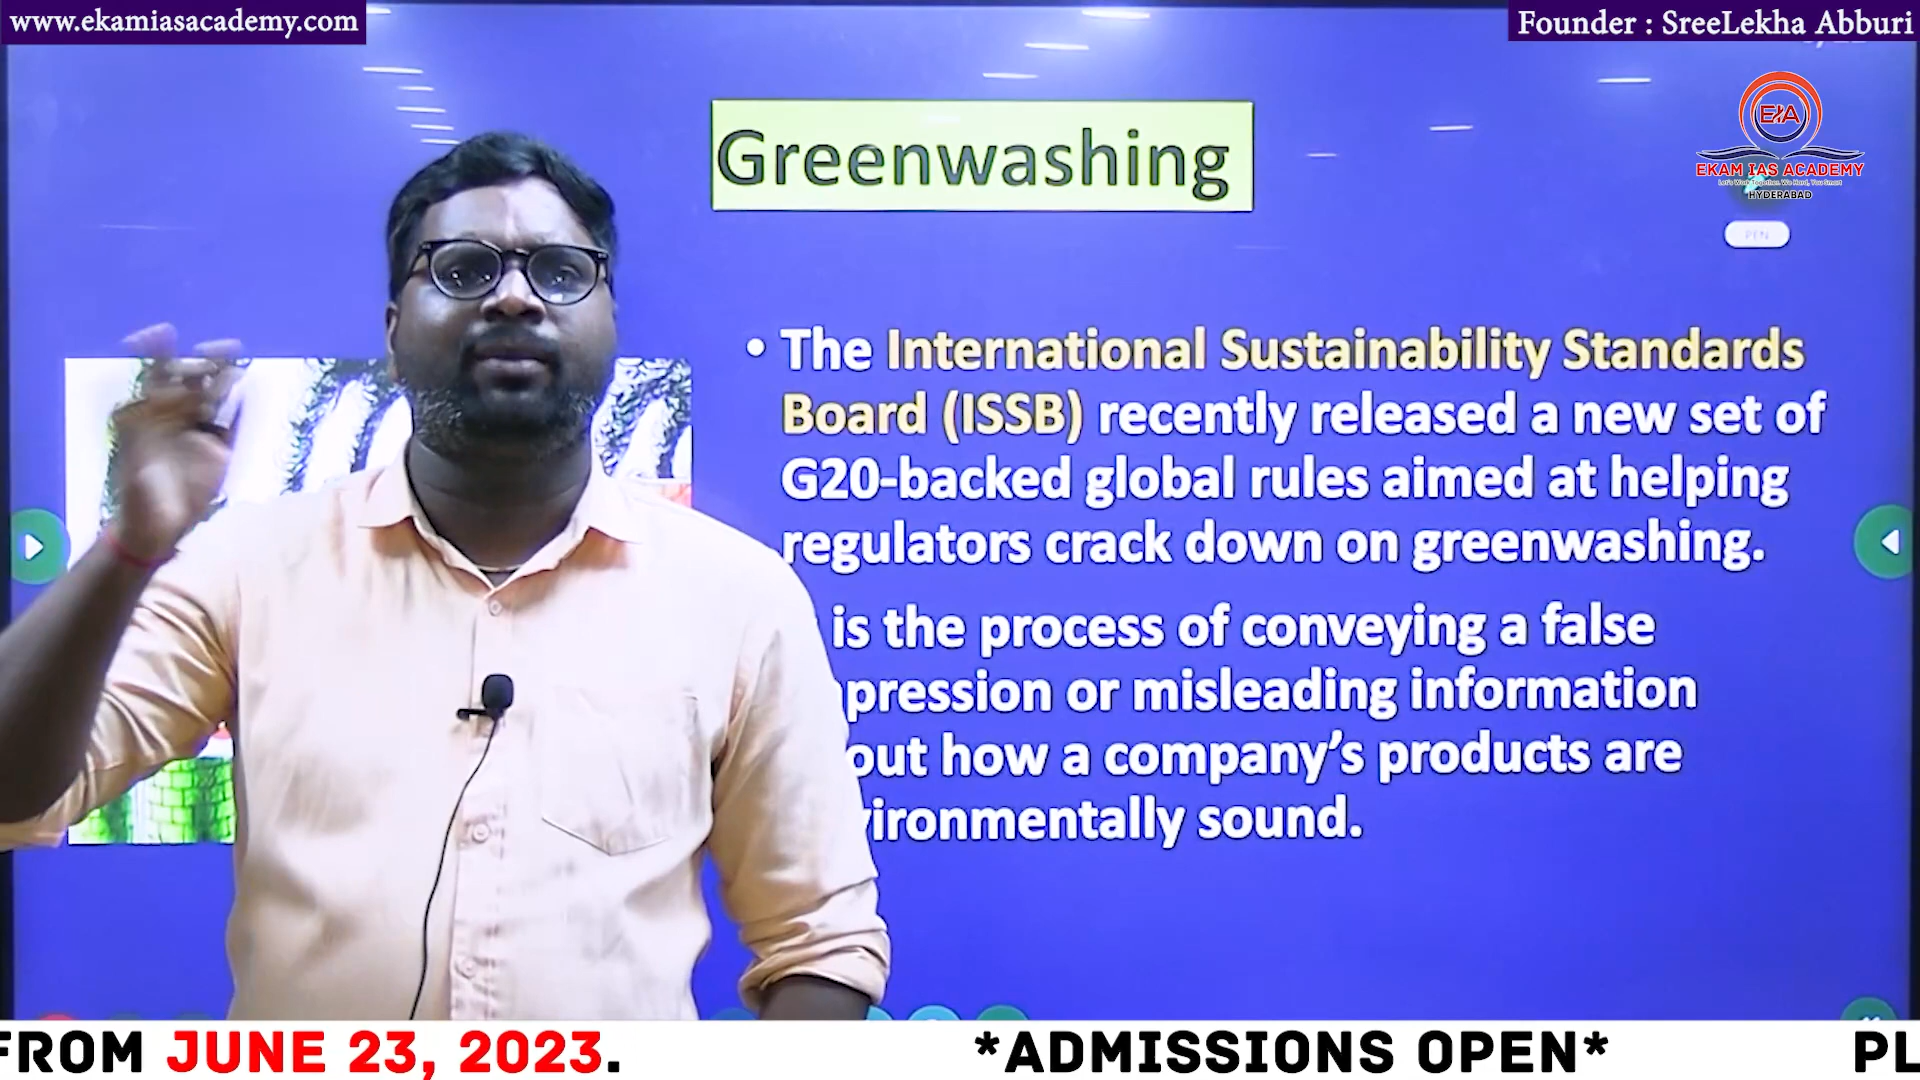 www.ekamiasacademy.com
Founder : SreeLekha Abburi
EKAM IAS ACADEMY
HYDERABAD
PEN
Greenwashing
• The International Sustainability Standards
Board (ISSB) recently released a new set of
G20-backed global rules aimed at helping
regulators crack down on greenwashing.
is the process of conveying a false
pression or misleading information
out how a company's products are
vironmentally sound.
FROM JUNE 23, 2023.
*ADMISSIONS OPEN*
PL